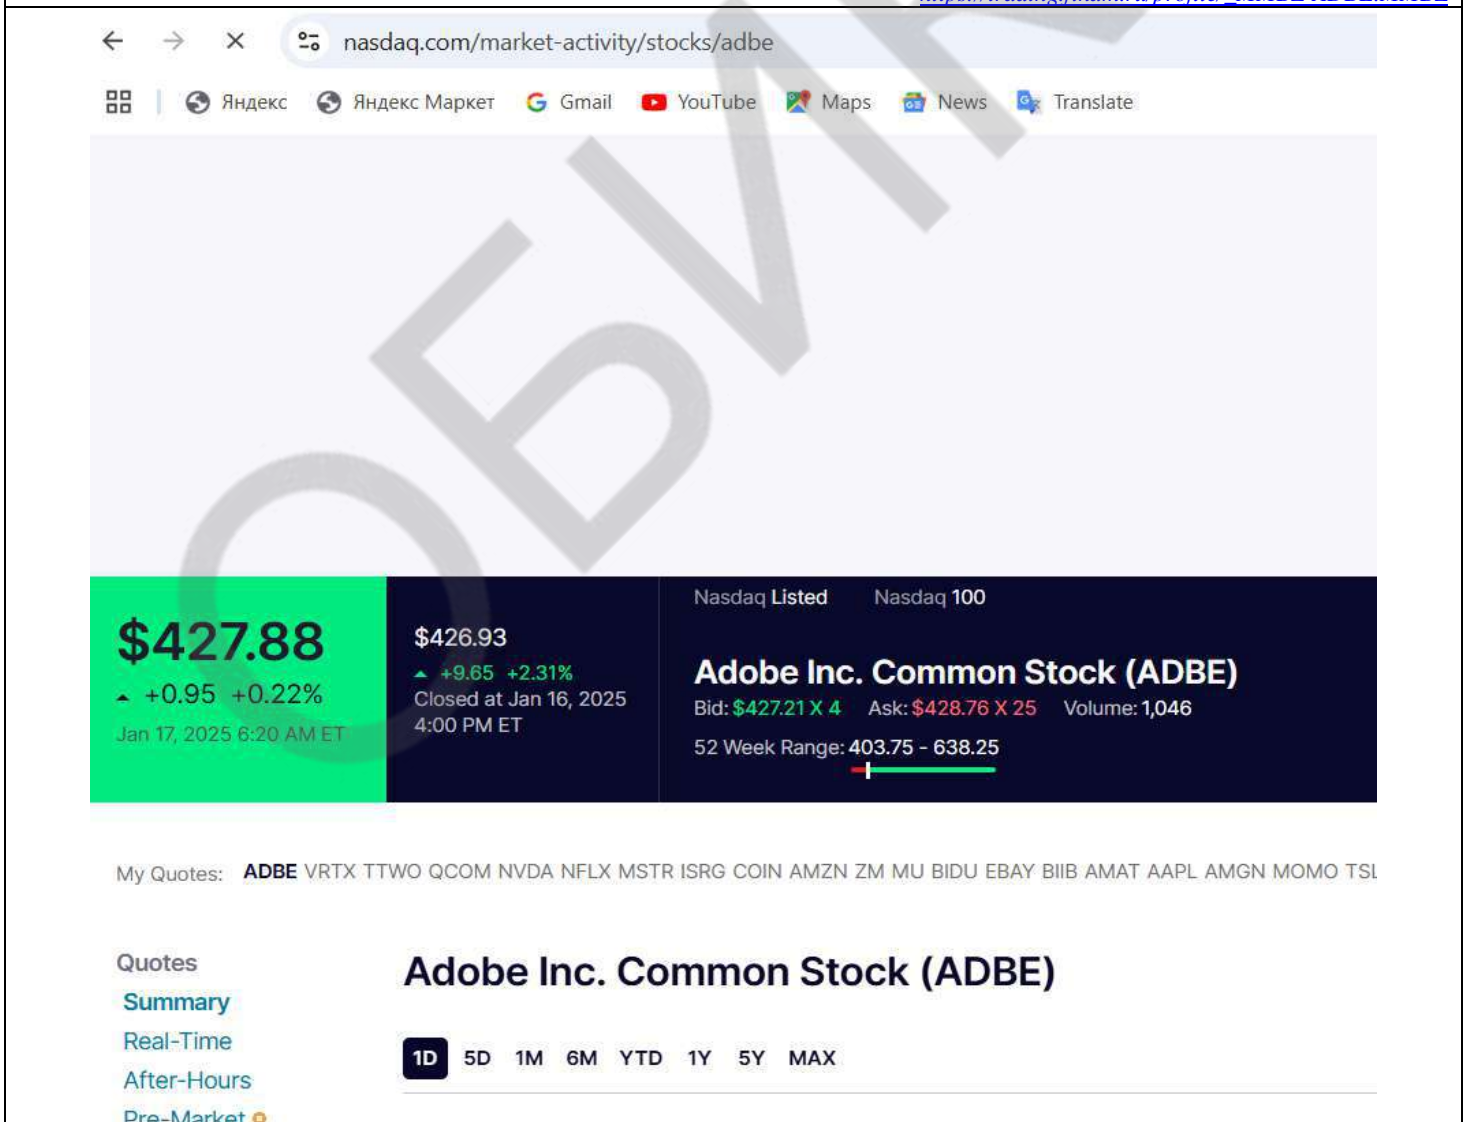 nasdaq.com/market-activity/stocks/adbe
Яндекс Яндекс Маркет Gmail YouTube Maps News Translate
ОБИ
Nasdaq Listed Nasdaq 100
$427.88
+0.95 +0.22%
Jan 17, 2025 6:20 AM ET
$426.93
+9.65 +2.31%
Closed at Jan 16, 2025
4:00 PM ET
Adobe Inc. Common Stock (ADBE)
Bid: $427.21 X 4 Ask: $428.76 X 25 Volume: 1,046
52 Week Range: 403.75 - 638.25
My Quotes: ADBE VRTX TTWO QCOM NVDA NFLX MSTR ISRG COIN AMZN ZM MU BIDU EBAY BIIB AMAT AAPL AMGN MOMO TSL
Quotes
Summary
Real-Time
After-Hours
Pre-Market
Adobe Inc. Common Stock (ADBE)
1D 5D 1M 6M YTD 1Y 5Y MAX